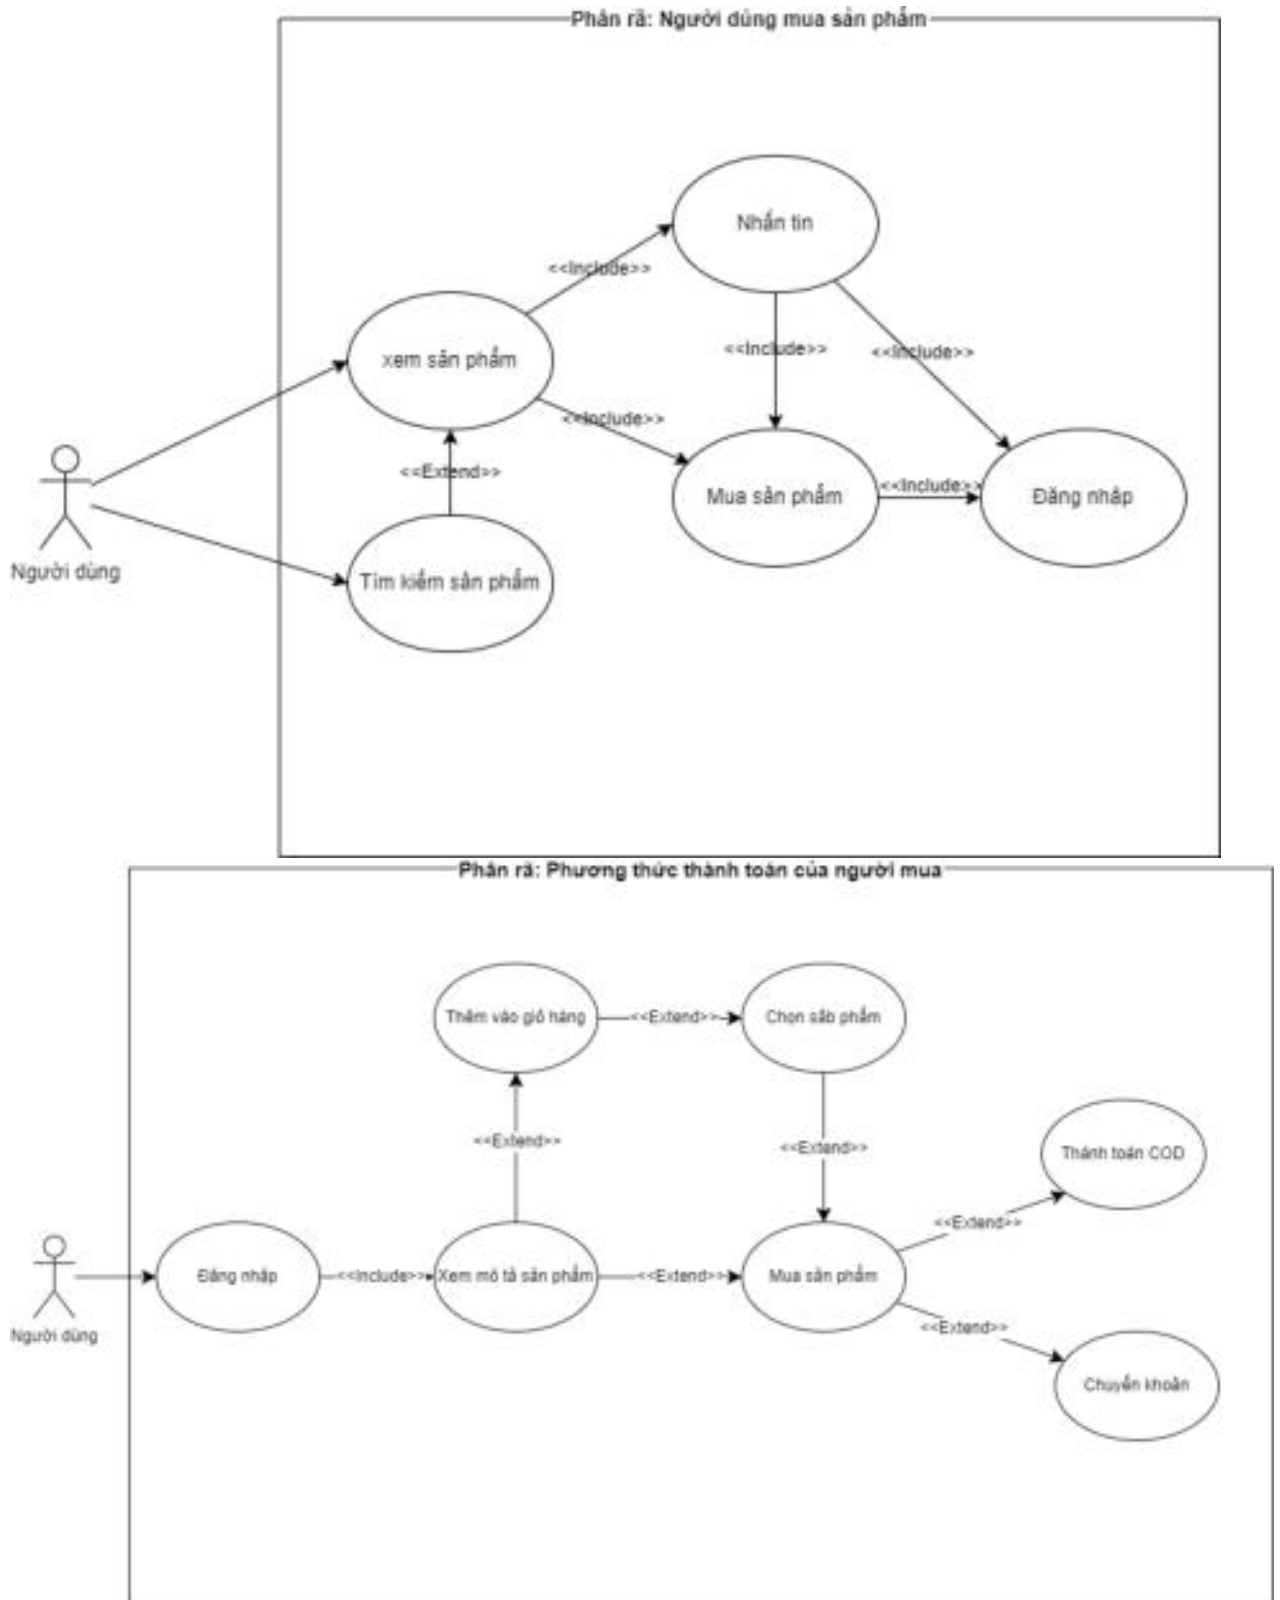 Phân rã: Người dùng mua sản phẩm
Nhắn tin
<<Include>>
<<Include>>
<<Include>>
xem sản phẩm
<<Include>>
<<Extend>>
Mua sản phẩm
<<Include>>
Đăng nhập
Người dùng
Tìm kiếm sản phẩm
Phân rã: Phương thức thành toán của người mua
Thêm vào giỏ hàng
<<Extend>>
Chọn sảb phẩm
<<Extend>>
<<Extend>>
Thánh toán COD
<<Extend>>
Đăng nhập
<<Include>>
Xem mô tả sản phẩm
<<Extend>>
Mua sản phẩm
Người dùng
<<Extend>>
Chuyển khoản